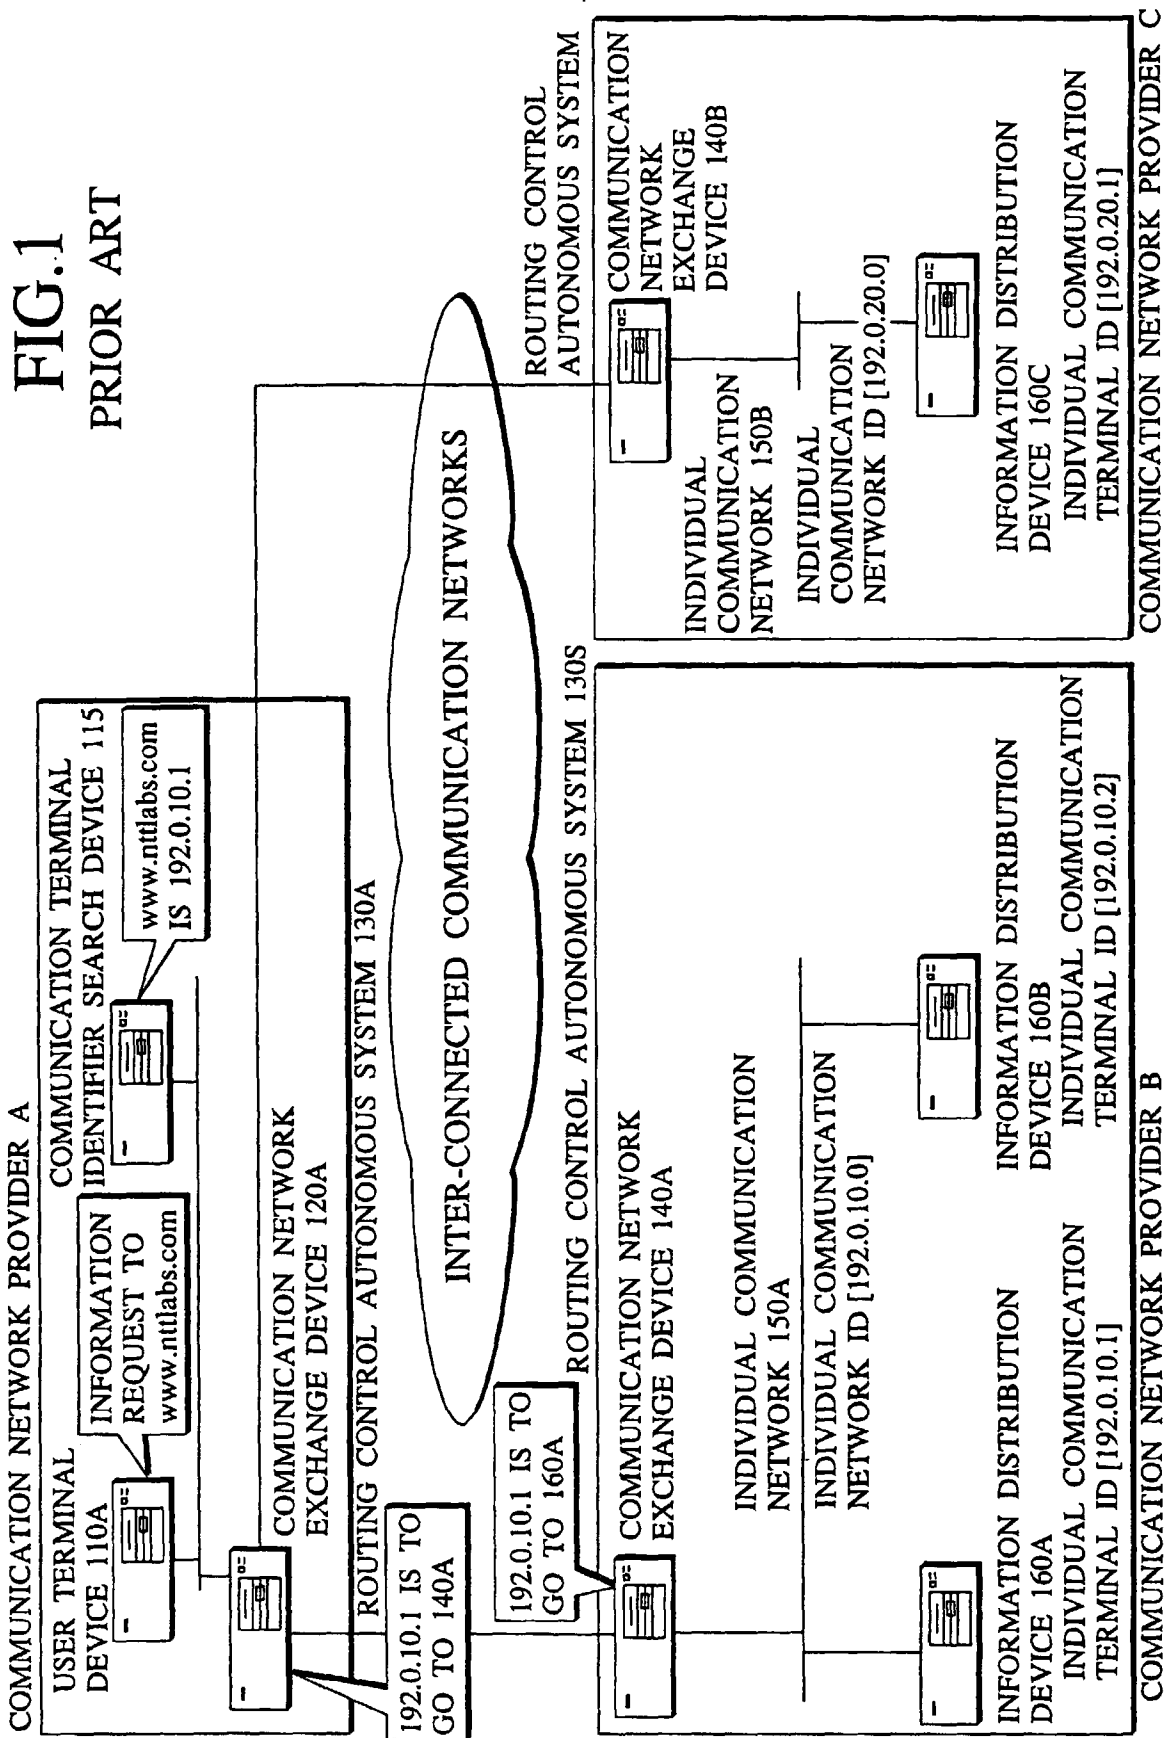 FIG.1
PRIOR ART
COMMUNICATION NETWORK PROVIDER A
USER TERMINAL
DEVICE 110A
INFORMATION
REQUEST TO
www.nttlabs.com
COMMUNICATION TERMINAL
IDENTIFIER SEARCH DEVICE 115
www.nttlabs.com
IS 192.0.10.1
COMMUNICATION NETWORK
EXCHANGE DEVICE 120A
ROUTING CONTROL AUTONOMOUS SYSTEM 130A
192.0.10.1 IS TO
GO TO 140A
INTER-CONNECTED COMMUNICATION NETWORKS
192.0.10.1 IS TO
GO TO 160A
ROUTING CONTROL AUTONOMOUS SYSTEM 130S
COMMUNICATION NETWORK
EXCHANGE DEVICE 140A
INDIVIDUAL COMMUNICATION
NETWORK 150A
INDIVIDUAL COMMUNICATION
NETWORK ID [192.0.10.0]
INFORMATION DISTRIBUTION
DEVICE 160A
INDIVIDUAL COMMUNICATION
TERMINAL ID [192.0.10.1]
INFORMATION DISTRIBUTION
DEVICE 160B
INDIVIDUAL COMMUNICATION
TERMINAL ID [192.0.10.2]
COMMUNICATION NETWORK PROVIDER B
ROUTING CONTROL
AUTONOMOUS SYSTEM
COMMUNICATION
NETWORK
EXCHANGE
DEVICE 140B
INDIVIDUAL
COMMUNICATION
NETWORK 150B
INDIVIDUAL
COMMUNICATION
NETWORK ID [192.0.20.0]
INFORMATION DISTRIBUTION
DEVICE 160C
INDIVIDUAL COMMUNICATION
TERMINAL ID [192.0.20.1]
COMMUNICATION NETWORK PROVIDER C